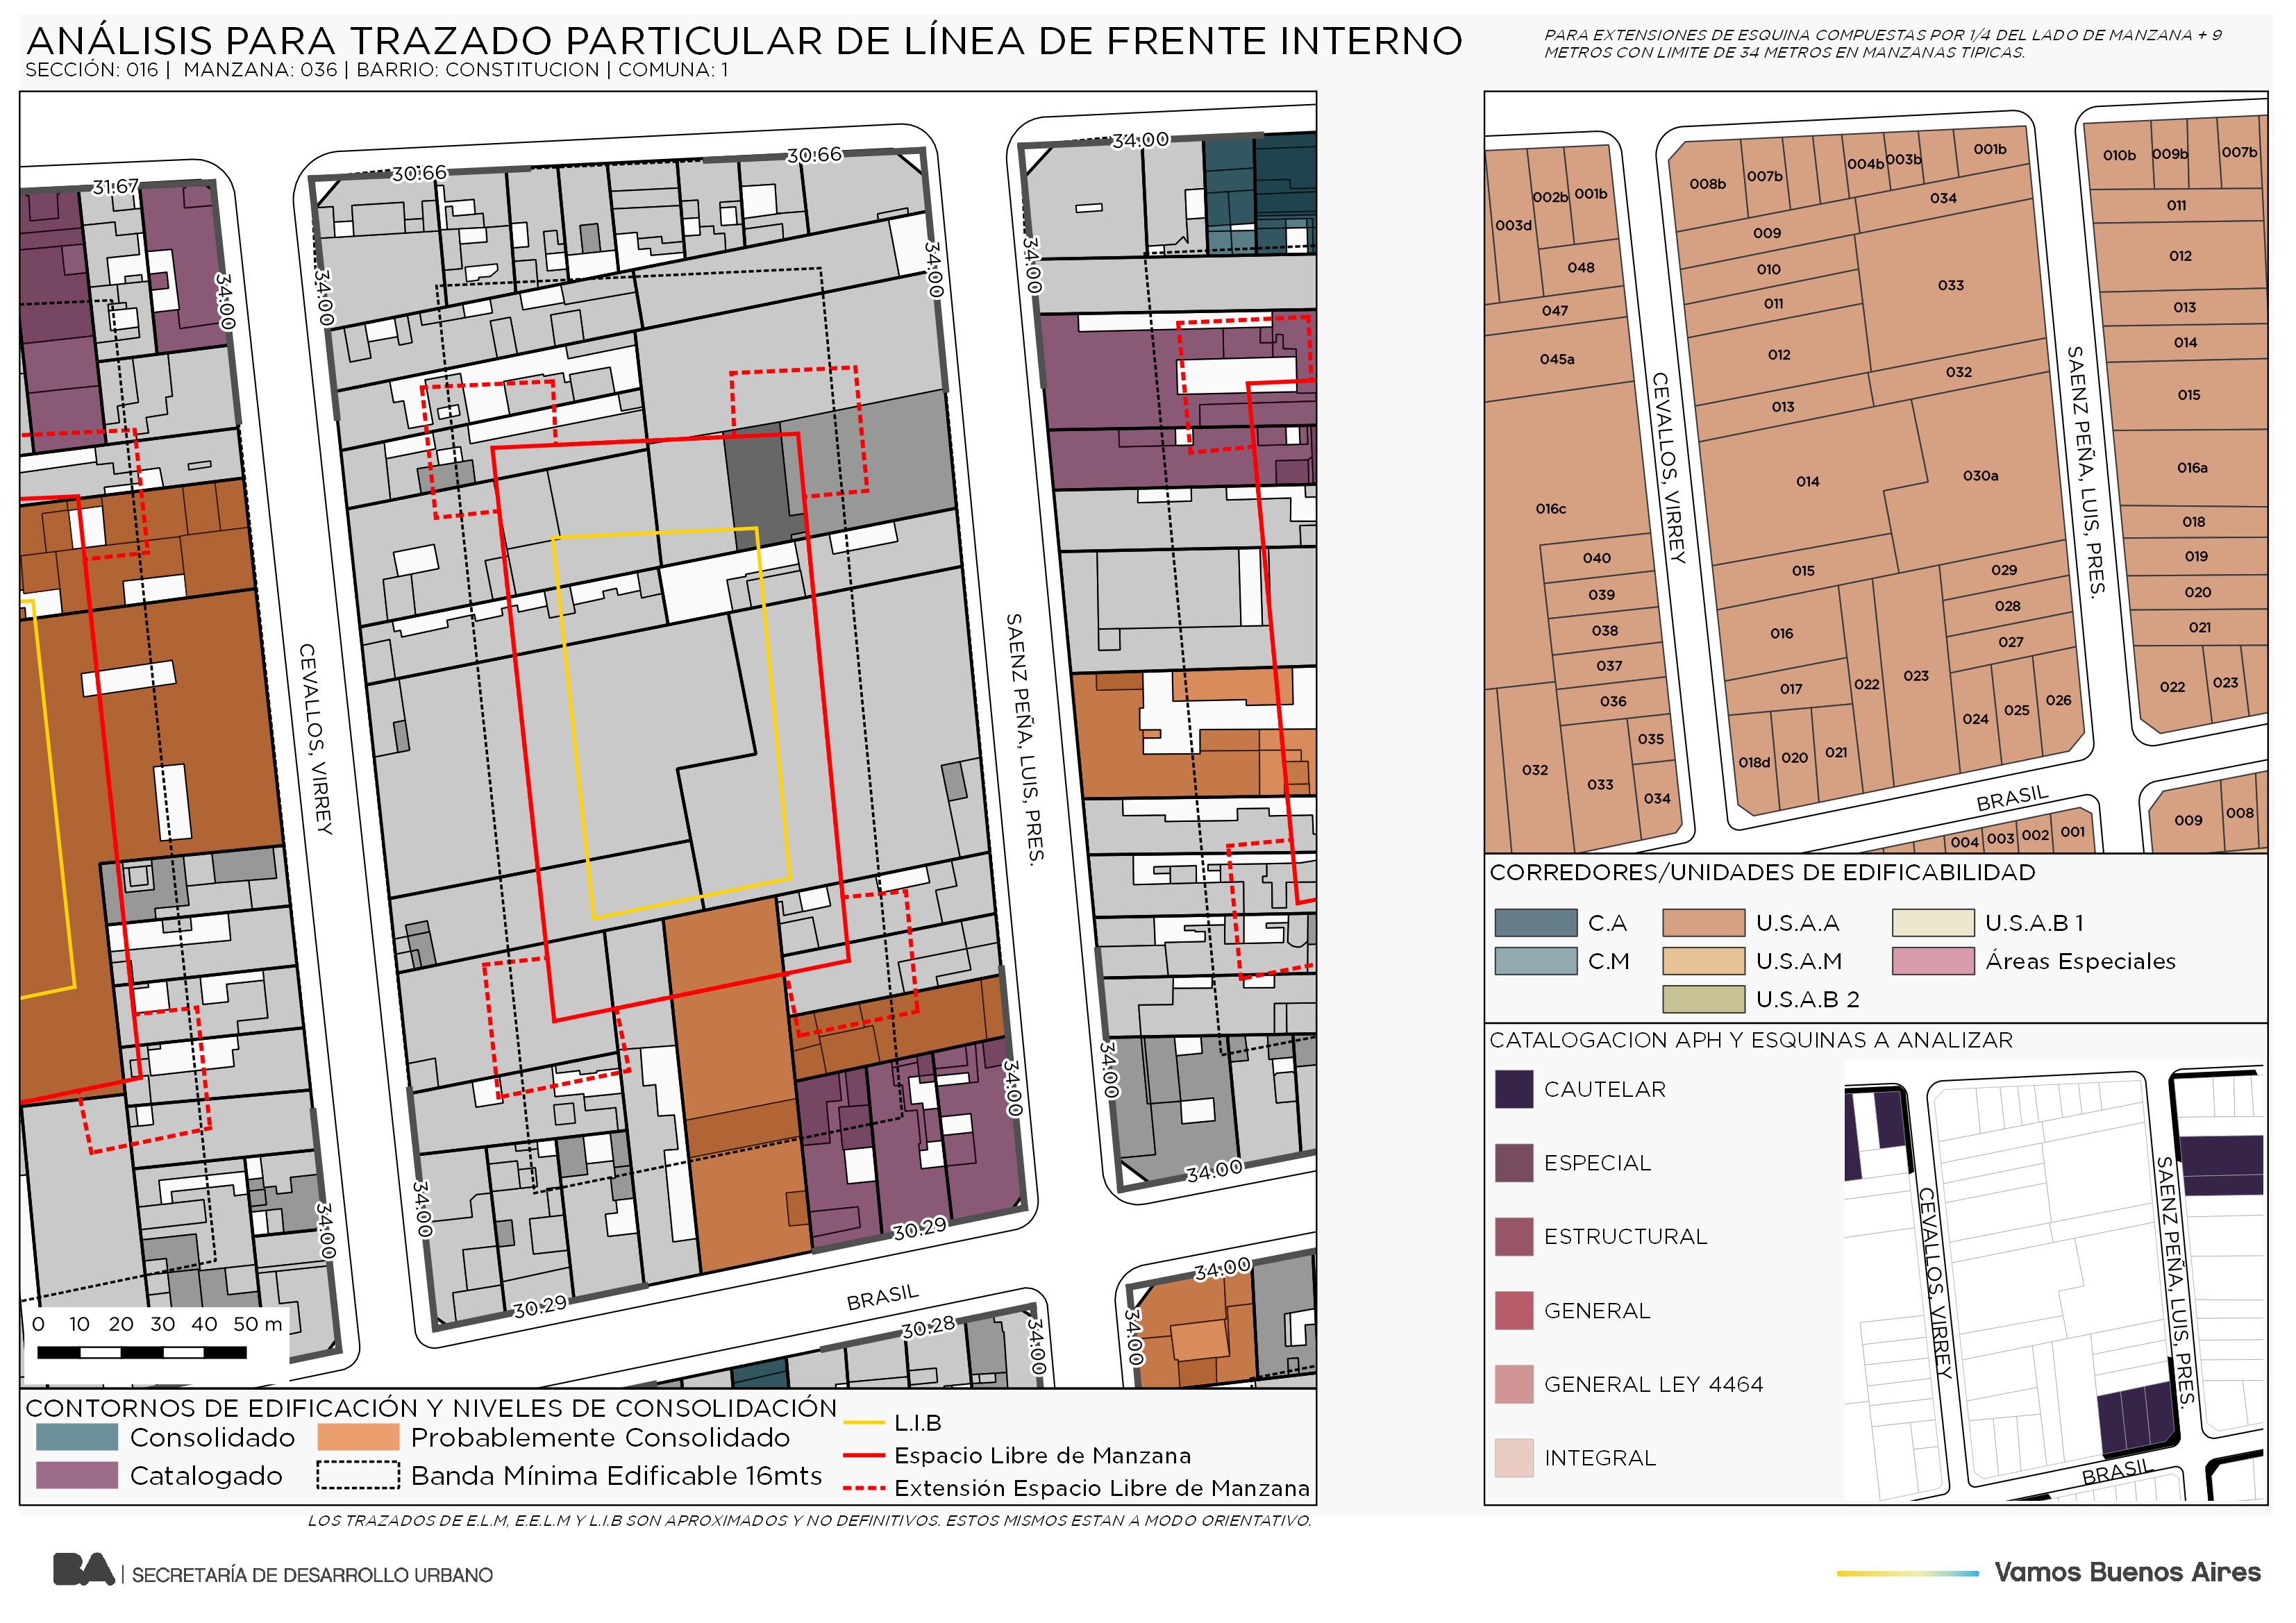 ANÁLISIS PARA TRAZADO PARTICULAR DE LÍNEA DE FRENTE INTERNO
SECCIÓN: 016 | MANZANA: 036 | BARRIO: CONSTITUCION | COMUNA: 1
PARA EXTENSIONES DE ESQUINA COMPUESTAS POR 1/4 DEL LADO DE MANZANA + 9
METROS CON LIMITE DE 34 METROS EN MANZANAS TIPICAS.
31.67
30.66
30.66
34.00
34.00
34.00
34.00
34.00
CEVALLOS, VIRREY
SAENZ PEÑA, LUIS, PRES.
34.00
34.00
34.00
34.00
34.00
30.29
30.29
BRASIL
30.28
34.00
34.00
34.00
0 10 20 30 40 50 m
CONTORNOS DE EDIFICACIÓN Y NIVELES DE CONSOLIDACIÓN
Consolidado
Probablemente Consolidado
Catalogado
Banda Mínima Edificable 16mts
L.I.B
Espacio Libre de Manzana
Extensión Espacio Libre de Manzana
LOS TRAZADOS DE E.L.M, E.E.L.M Y L.I.B SON APROXIMADOS Y NO DEFINITIVOS. ESTOS MISMOS ESTAN A MODO ORIENTATIVO.
003d
002b
001b
048
047
045a
016c
040
039
038
037
036
035
034
033
032
008b
007b
004b
003b
001b
034
009
010
011
012
033
032
013
014
030a
015
029
028
027
016
017
022
023
018d
020
021
024
025
026
010b
009b
007b
011
012
013
014
015
016a
018
019
020
021
022
023
CEVALLOS, VIRREY
SAENZ PEÑA, LUIS, PRES.
BRASIL
004
003
002
001
009
008
CORREDORES/UNIDADES DE EDIFICABILIDAD
C.A
U.S.A.A
U.S.A.B 1
C.M
U.S.A.M
Áreas Especiales
U.S.A.B 2
CATALOGACION APH Y ESQUINAS A ANALIZAR
CAUTELAR
ESPECIAL
ESTRUCTURAL
GENERAL
GENERAL LEY 4464
INTEGRAL
CEVALLOS, VIRREY
SAENZ PEÑA, LUIS, PRES.
BRASIL
BA | SECRETARÍA DE DESARROLLO URBANO
Vamos Buenos Aires